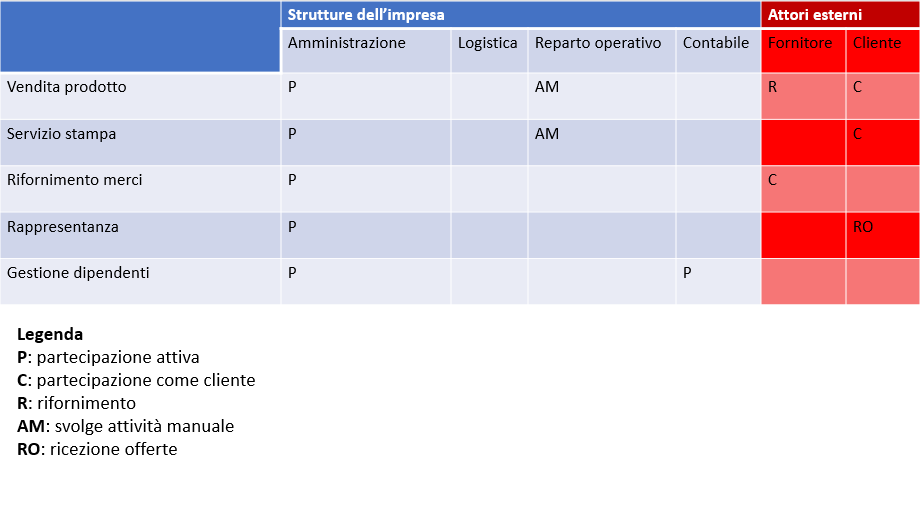 Strutture dell'impresa Attori esterni
Amministrazione Logistica Reparto operativo Contabile Fornitore Cliente
Vendita prodotto P AM R C
Servizio stampa P AM C
Rifornimento merci P C
Rappresentanza P RO
Gestione dipendenti P P
Legenda
P: partecipazione attiva
C: partecipazione come cliente
R: rifornimento
AM: svolge attività manuale
RO: ricezione offerte